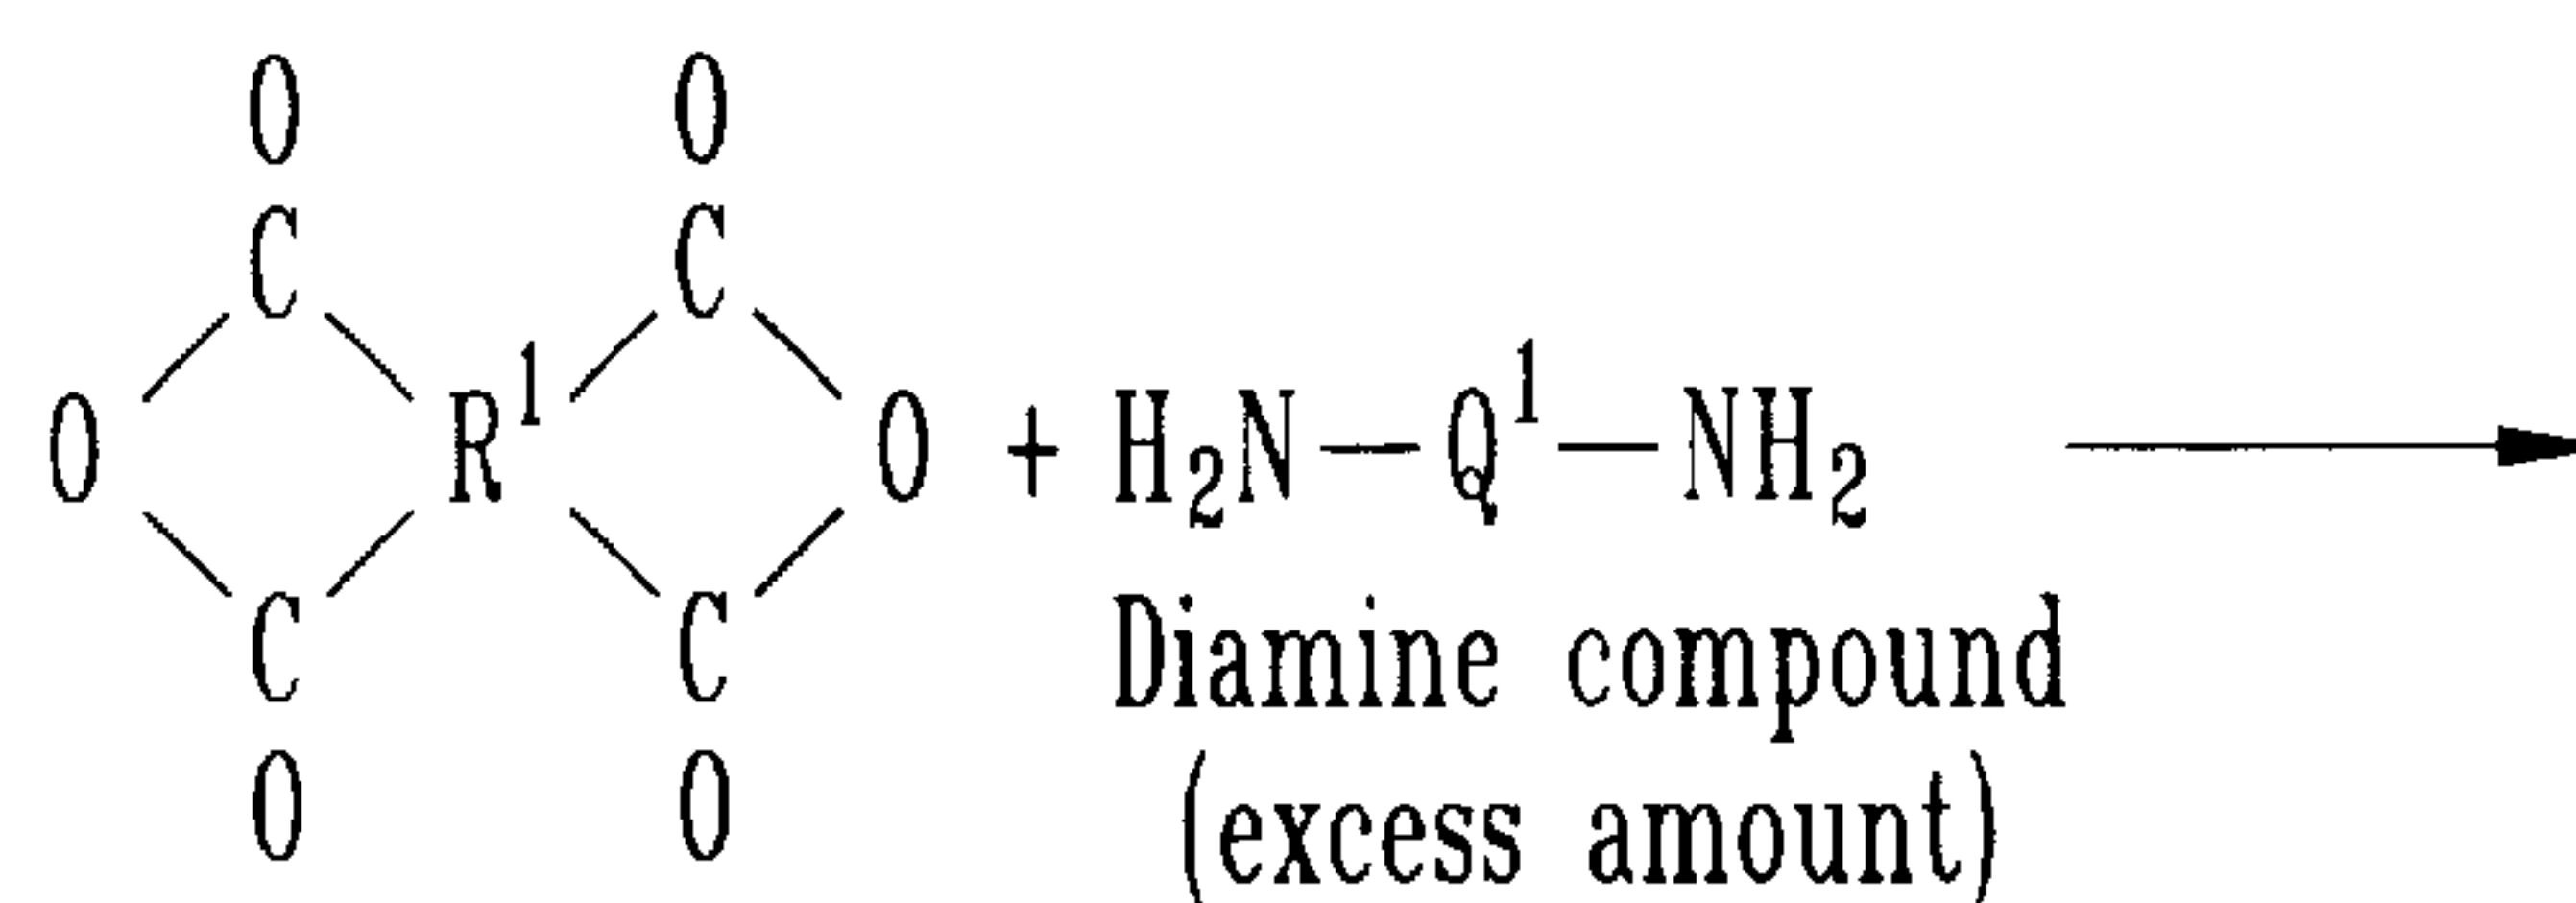 O O
C C
O R¹ O + H₂N—Q¹—NH₂
C C Diamine compound
O O (excess amount)